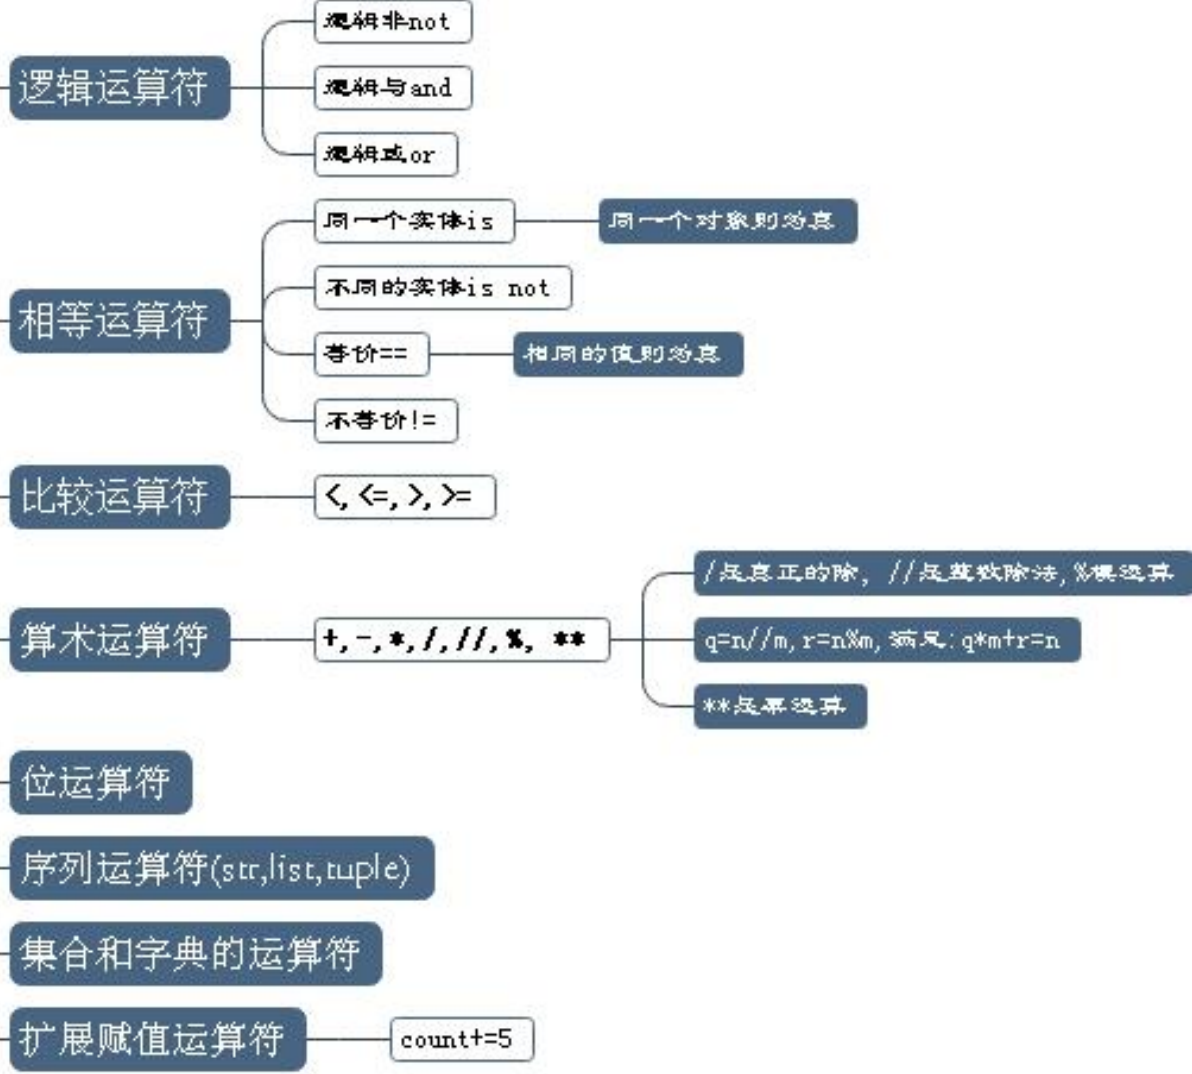 逻辑运算符
逻辑非not
逻辑与and
逻辑或or
相等运算符
同一个实体is
同一个对象则为真
不同的实体is not
等价==
相同的值则为真
不等价!=
比较运算符
<, <=, >, >=
算术运算符
+, -, *, /, //, %, **
/是真正的除, //是整数除法,%模运算
q=n//m, r=n%m, 满足: q*m+r=n
**是幂运算
位运算符
序列运算符(str,list,tuple)
集合和字典的运算符
扩展赋值运算符
count+=5